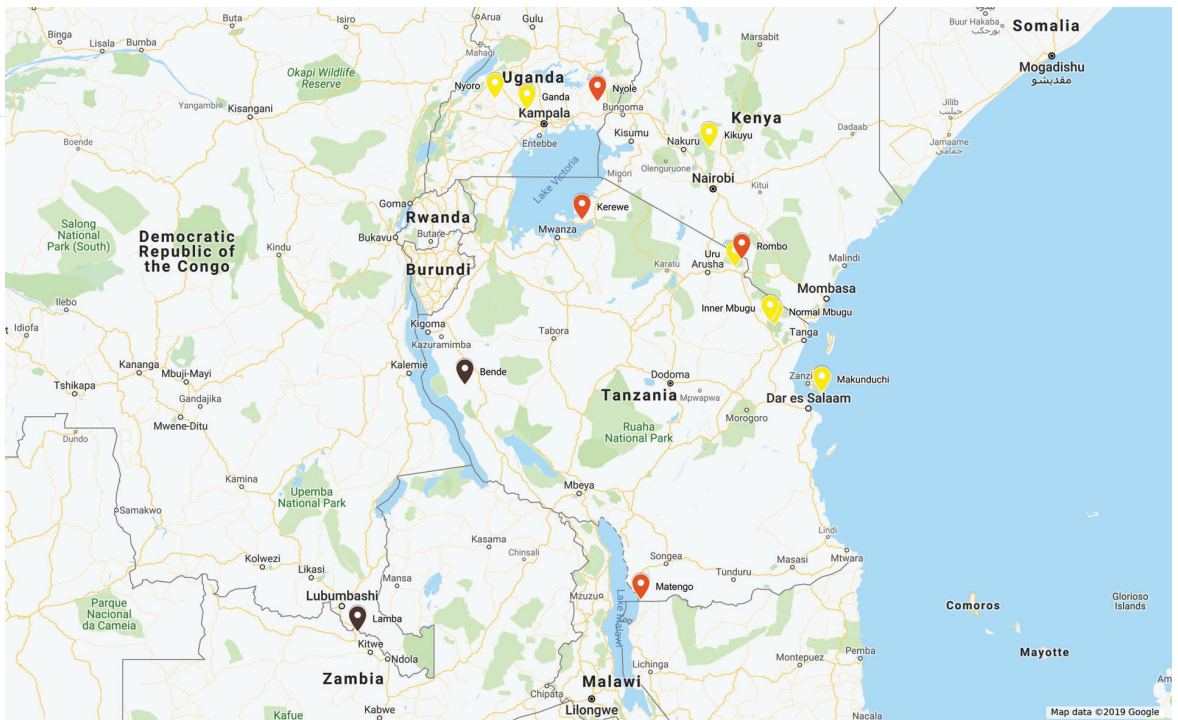 Somalia
Buta
Isiro
Arua
Gulu
Buur Hakaba
بورحكبه
Binga
Lisala
Bumba
Mahagi
Marsabit
Mogadishu
مقديشو
Okapi Wildlife
Reserve
Nyoro
Uganda
Ganda
Nyole
Yangambi
Kisangani
Kampala
Bungoma
Kenya
Jilib
جيليب
Boende
Entebbe
Kisumu
Nakuru
Kikuyu
Dadaab
Jamaame
جمامي
Lake Victoria
Migori
Olenguruone
Nairobi
Kitui
Goma
Rwanda
Kerewe
Salong
National
Park (South)
Democratic
Republic of
the Congo
Kindu
Bukavu
Butare
Mwanza
Rombo
Uru
Arusha
Karatu
Malindi
Burundi
Mombasa
Ilebo
Inner Mbugu
Normal Mbugu
t Idiofa
Kigoma
Kazuramimba
Tabora
Tanga
Kananga
Mbuji-Mayi
Kalemie
Bende
Dodoma
Mpwapwa
Zanzi
Makunduchi
Tshikapa
Gandajika
Tanzania
Dar es Salaam
Mwene-Ditu
Ruaha
National Park
Morogoro
Dundo
Kamina
Upemba
National Park
Mbeya
Samakwo
Lindi
Kasama
Chinsali
Songea
Tunduru
Masasi
Mtwara
Kolwezi
Likasi
Mansa
Lubumbashi
Mzuzu
Matengo
Lake Malawi
Parque
Nacional
da Cameia
Lamba
Comoros
Glorioso
Islands
Kitwe
Ndola
Lichinga
Montepuez
Pemba
Mayotte
Zambia
Malawi
Chipata
Lilongwe
Am
Kafue
Kabwe
Nacala
Map data ©2019 Google